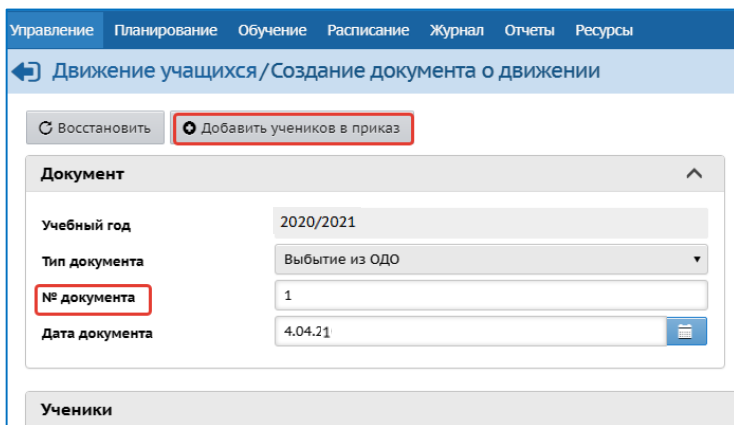 Управление Планирование Обучение Расписание Журнал Отчеты Ресурсы
Движение учащихся/Создание документа о движении
Восстановить Добавить учеников в приказ
Документ
Учебный год 2020/2021
Тип документа Выбытие из ОДО
№ документа 1
Дата документа 4.04.21
Ученики